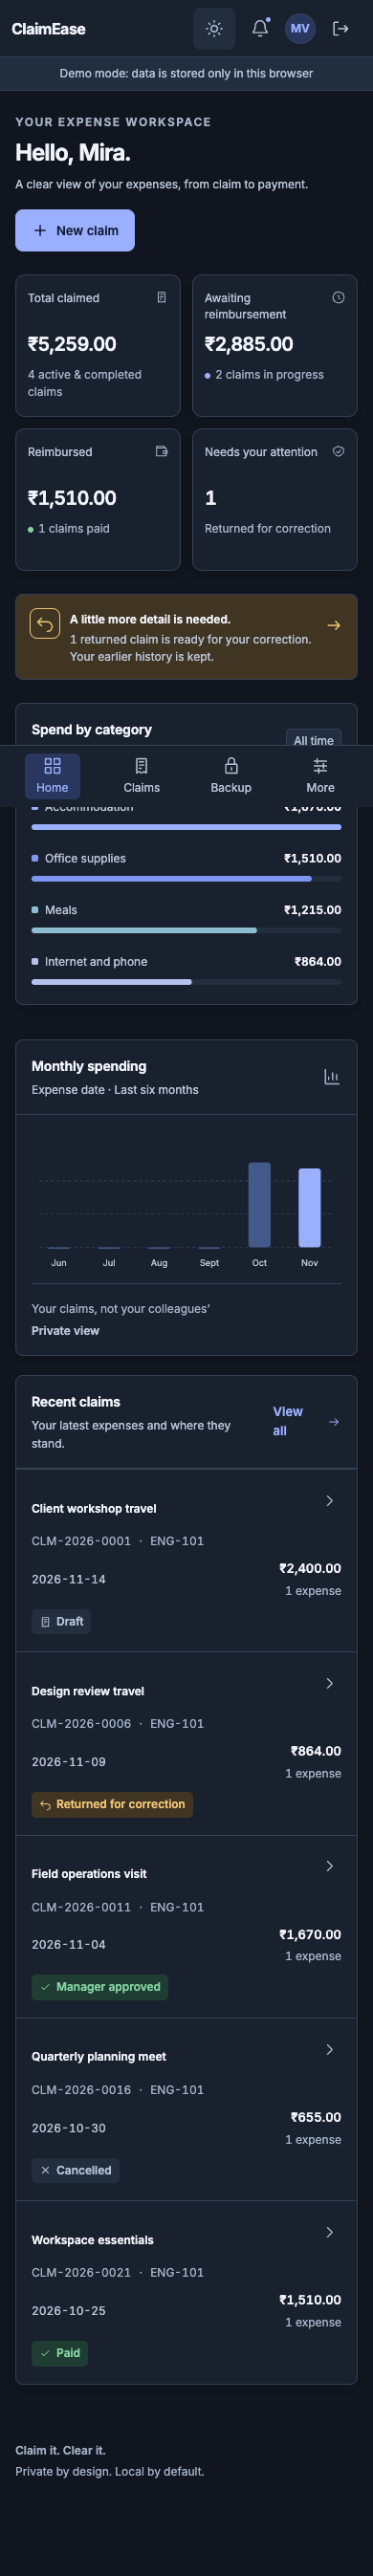 ClaimEase
MV
Demo mode: data is stored only in this browser
YOUR EXPENSE WORKSPACE
Hello, Mira.
A clear view of your expenses, from claim to payment.
New claim
Total claimed
₹5,259.00
4 active & completed
claims
Awaiting
reimbursement
₹2,885.00
2 claims in progress
Reimbursed
₹1,510.00
1 claims paid
Needs your attention
1
Returned for correction
A little more detail is needed.
1 returned claim is ready for your correction.
Your earlier history is kept.
Spend by category
All time
Home
Claims
Backup
More
Accommodation
₹1,670.00
Office supplies
₹1,510.00
Meals
₹1,215.00
Internet and phone
₹864.00
Monthly spending
Expense date · Last six months
Jun
Jul
Aug
Sept
Oct
Nov
Your claims, not your colleagues’
Private view
Recent claims
Your latest expenses and where they
stand.
View
all
Client workshop travel
CLM-2026-0001 · ENG-101
2026-11-14
₹2,400.00
1 expense
Draft
Design review travel
CLM-2026-0006 · ENG-101
2026-11-09
₹864.00
1 expense
Returned for correction
Field operations visit
CLM-2026-0011 · ENG-101
2026-11-04
₹1,670.00
1 expense
Manager approved
Quarterly planning meet
CLM-2026-0016 · ENG-101
2026-10-30
₹655.00
1 expense
Cancelled
Workspace essentials
CLM-2026-0021 · ENG-101
2026-10-25
₹1,510.00
1 expense
Paid
Claim it. Clear it.
Private by design. Local by default.